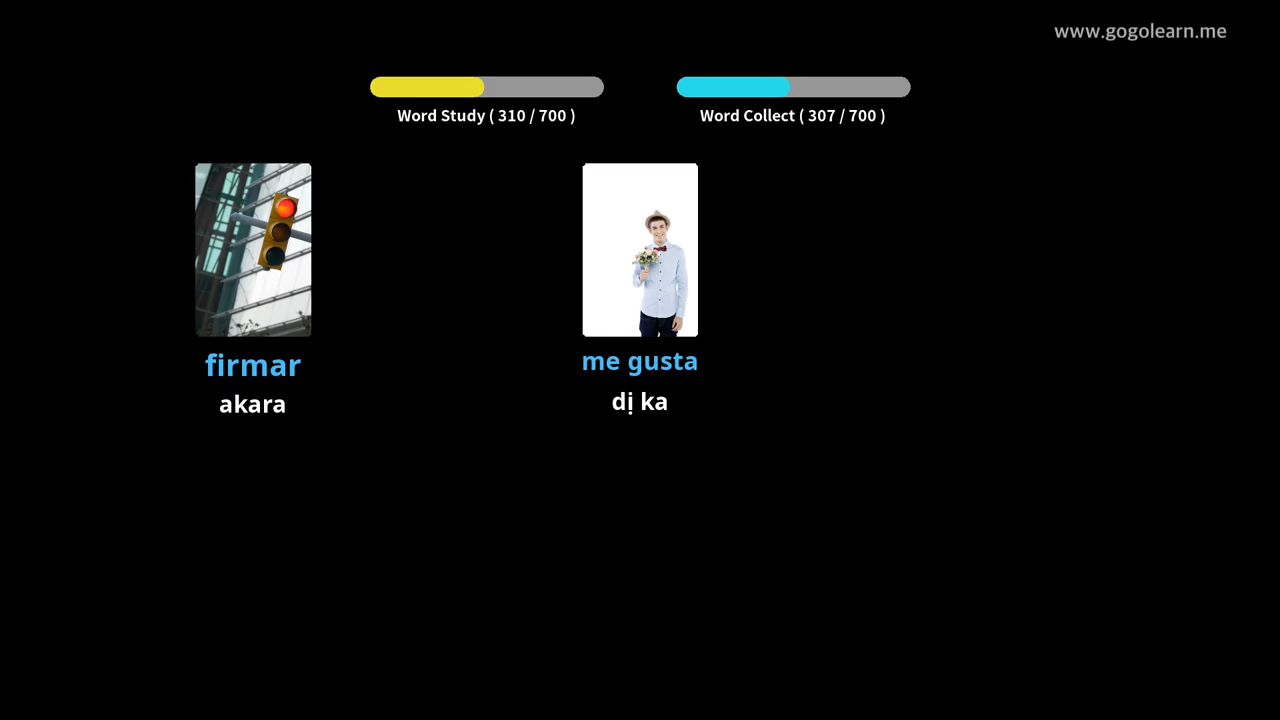 www.gogolearn.me
Word Study ( 310 / 700 )
Word Collect ( 307 / 700 )
firmar
akara
me gusta
dị ka